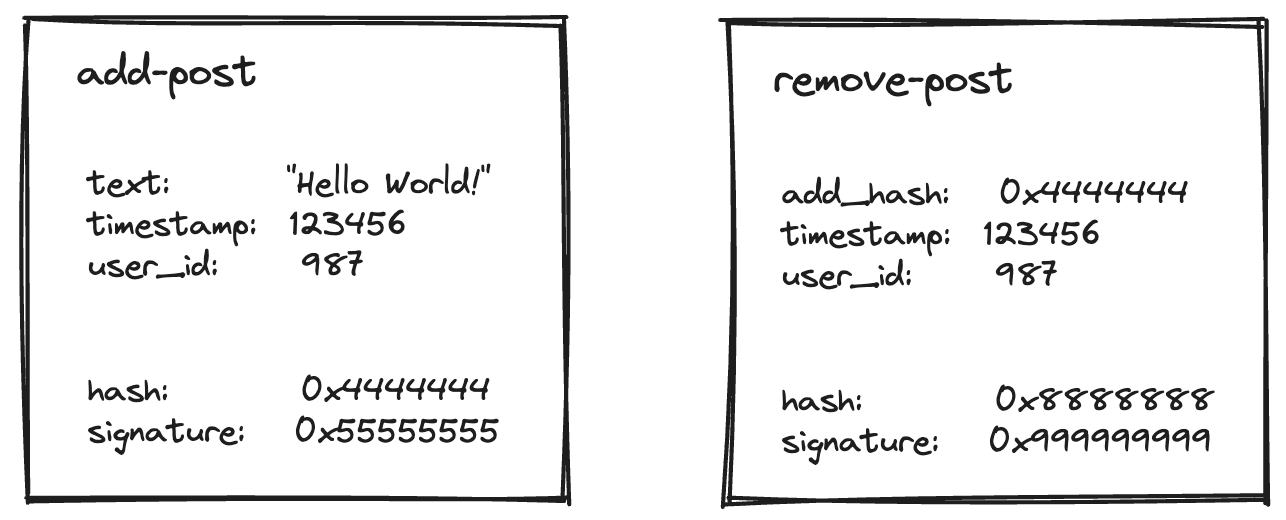 add-post
text: "Hello World!"
timestamp: 123456
user_id: 987
hash: 0x4444444
signature: 0x55555555
remove-post
add_hash: 0x4444444
timestamp: 123456
user_id: 987
hash: 0x8888888
signature: 0x999999999